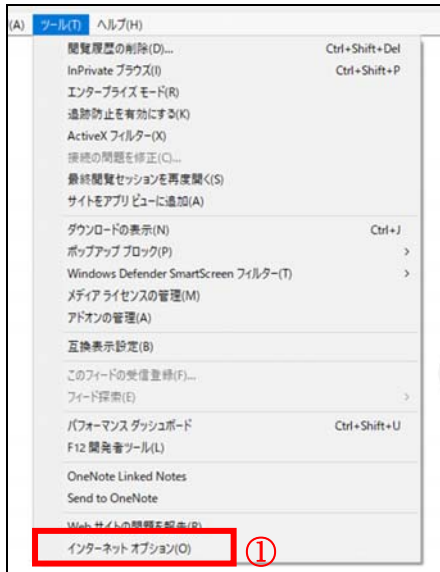 (A) ツール(T) ヘルプ(H)
閲覧履歴の削除(D)... Ctrl+Shift+Del
InPrivate ブラウズ(I) Ctrl+Shift+P
エンタープライズ モード(R)
追跡防止を有効にする(K)
ActiveX フィルター(X)
接続の問題を修正(C)...
最終閲覧セッションを再度開く(S)
サイトをアプリ ビューに追加(A)
ダウンロードの表示(N) Ctrl+J
ポップアップ ブロック(P) >
Windows Defender SmartScreen フィルター(T) >
メディア ライセンスの管理(M)
アドオンの管理(A)
互換表示設定(B)
このフィードの受信登録(F)...
フィード探索(E) >
パフォーマンス ダッシュボード Ctrl+Shift+U
F12 開発者ツール(L)
OneNote Linked Notes
Send to OneNote
Web サイトの問題を報告(R)
インターネット オプション(O) ①